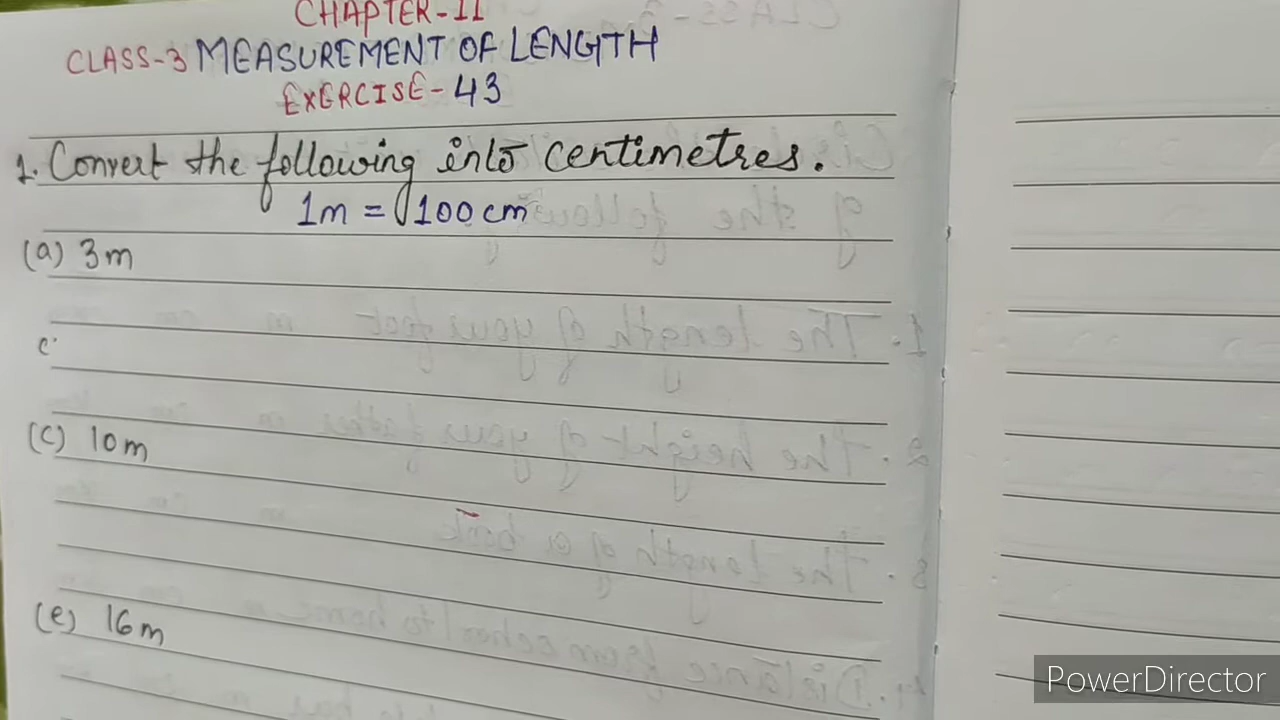 CHAPTER-11
CLASS-3 MEASUREMENT OF LENGTH
EXERCISE-43
1. Convert the following into centimetres.
1m = 100 cm
(a) 3m
(c) 10m
(e) 16m
PowerDirector